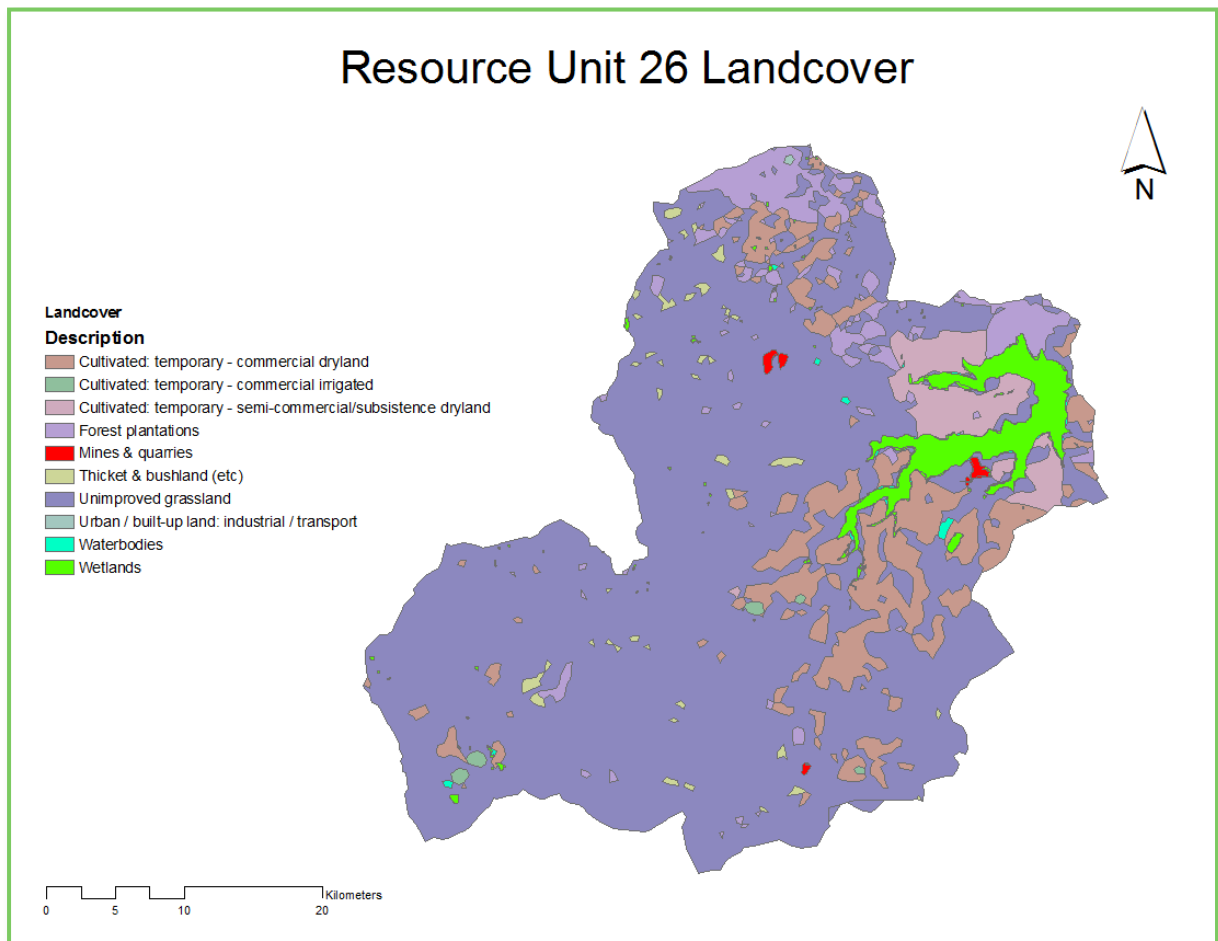 Resource Unit 26 Landcover
N
Landcover
Description
Cultivated: temporary - commercial dryland
Cultivated: temporary - commercial irrigated
Cultivated: temporary - semi-commercial/subsistence dryland
Forest plantations
Mines & quarries
Thicket & bushland (etc)
Unimproved grassland
Urban / built-up land: industrial / transport
Waterbodies
Wetlands
Kilometers
0 5 10 20